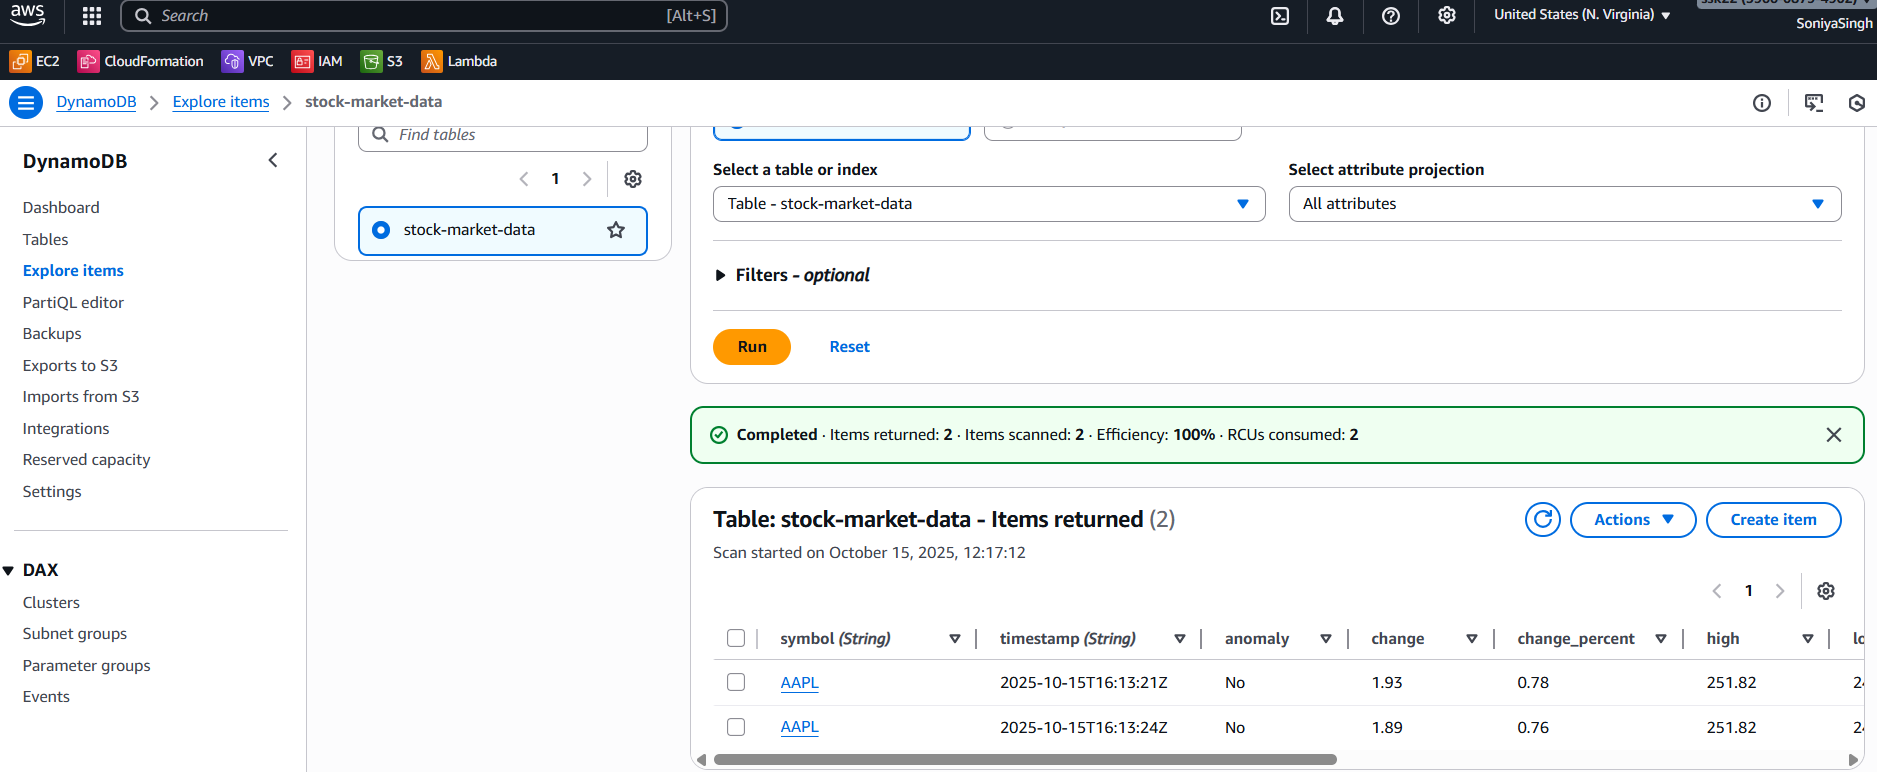 aws
Search
[Alt+S]
United States (N. Virginia)
SoniyaSingh
EC2
CloudFormation
VPC
IAM
S3
Lambda
DynamoDB
Explore items
stock-market-data
DynamoDB
Dashboard
Tables
Explore items
PartiQL editor
Backups
Exports to S3
Imports from S3
Integrations
Reserved capacity
Settings
DAX
Clusters
Subnet groups
Parameter groups
Events
Find tables
1
stock-market-data
Select a table or index
Table - stock-market-data
Select attribute projection
All attributes
Filters - optional
Run
Reset
Completed · Items returned: 2 · Items scanned: 2 · Efficiency: 100% · RCUs consumed: 2
Table: stock-market-data - Items returned (2)
Scan started on October 15, 2025, 12:17:12
Actions
Create item
1
symbol (String) timestamp (String) anomaly change change_percent high lo
AAPL 2025-10-15T16:13:21Z No 1.93 0.78 251.82
AAPL 2025-10-15T16:13:24Z No 1.89 0.76 251.82